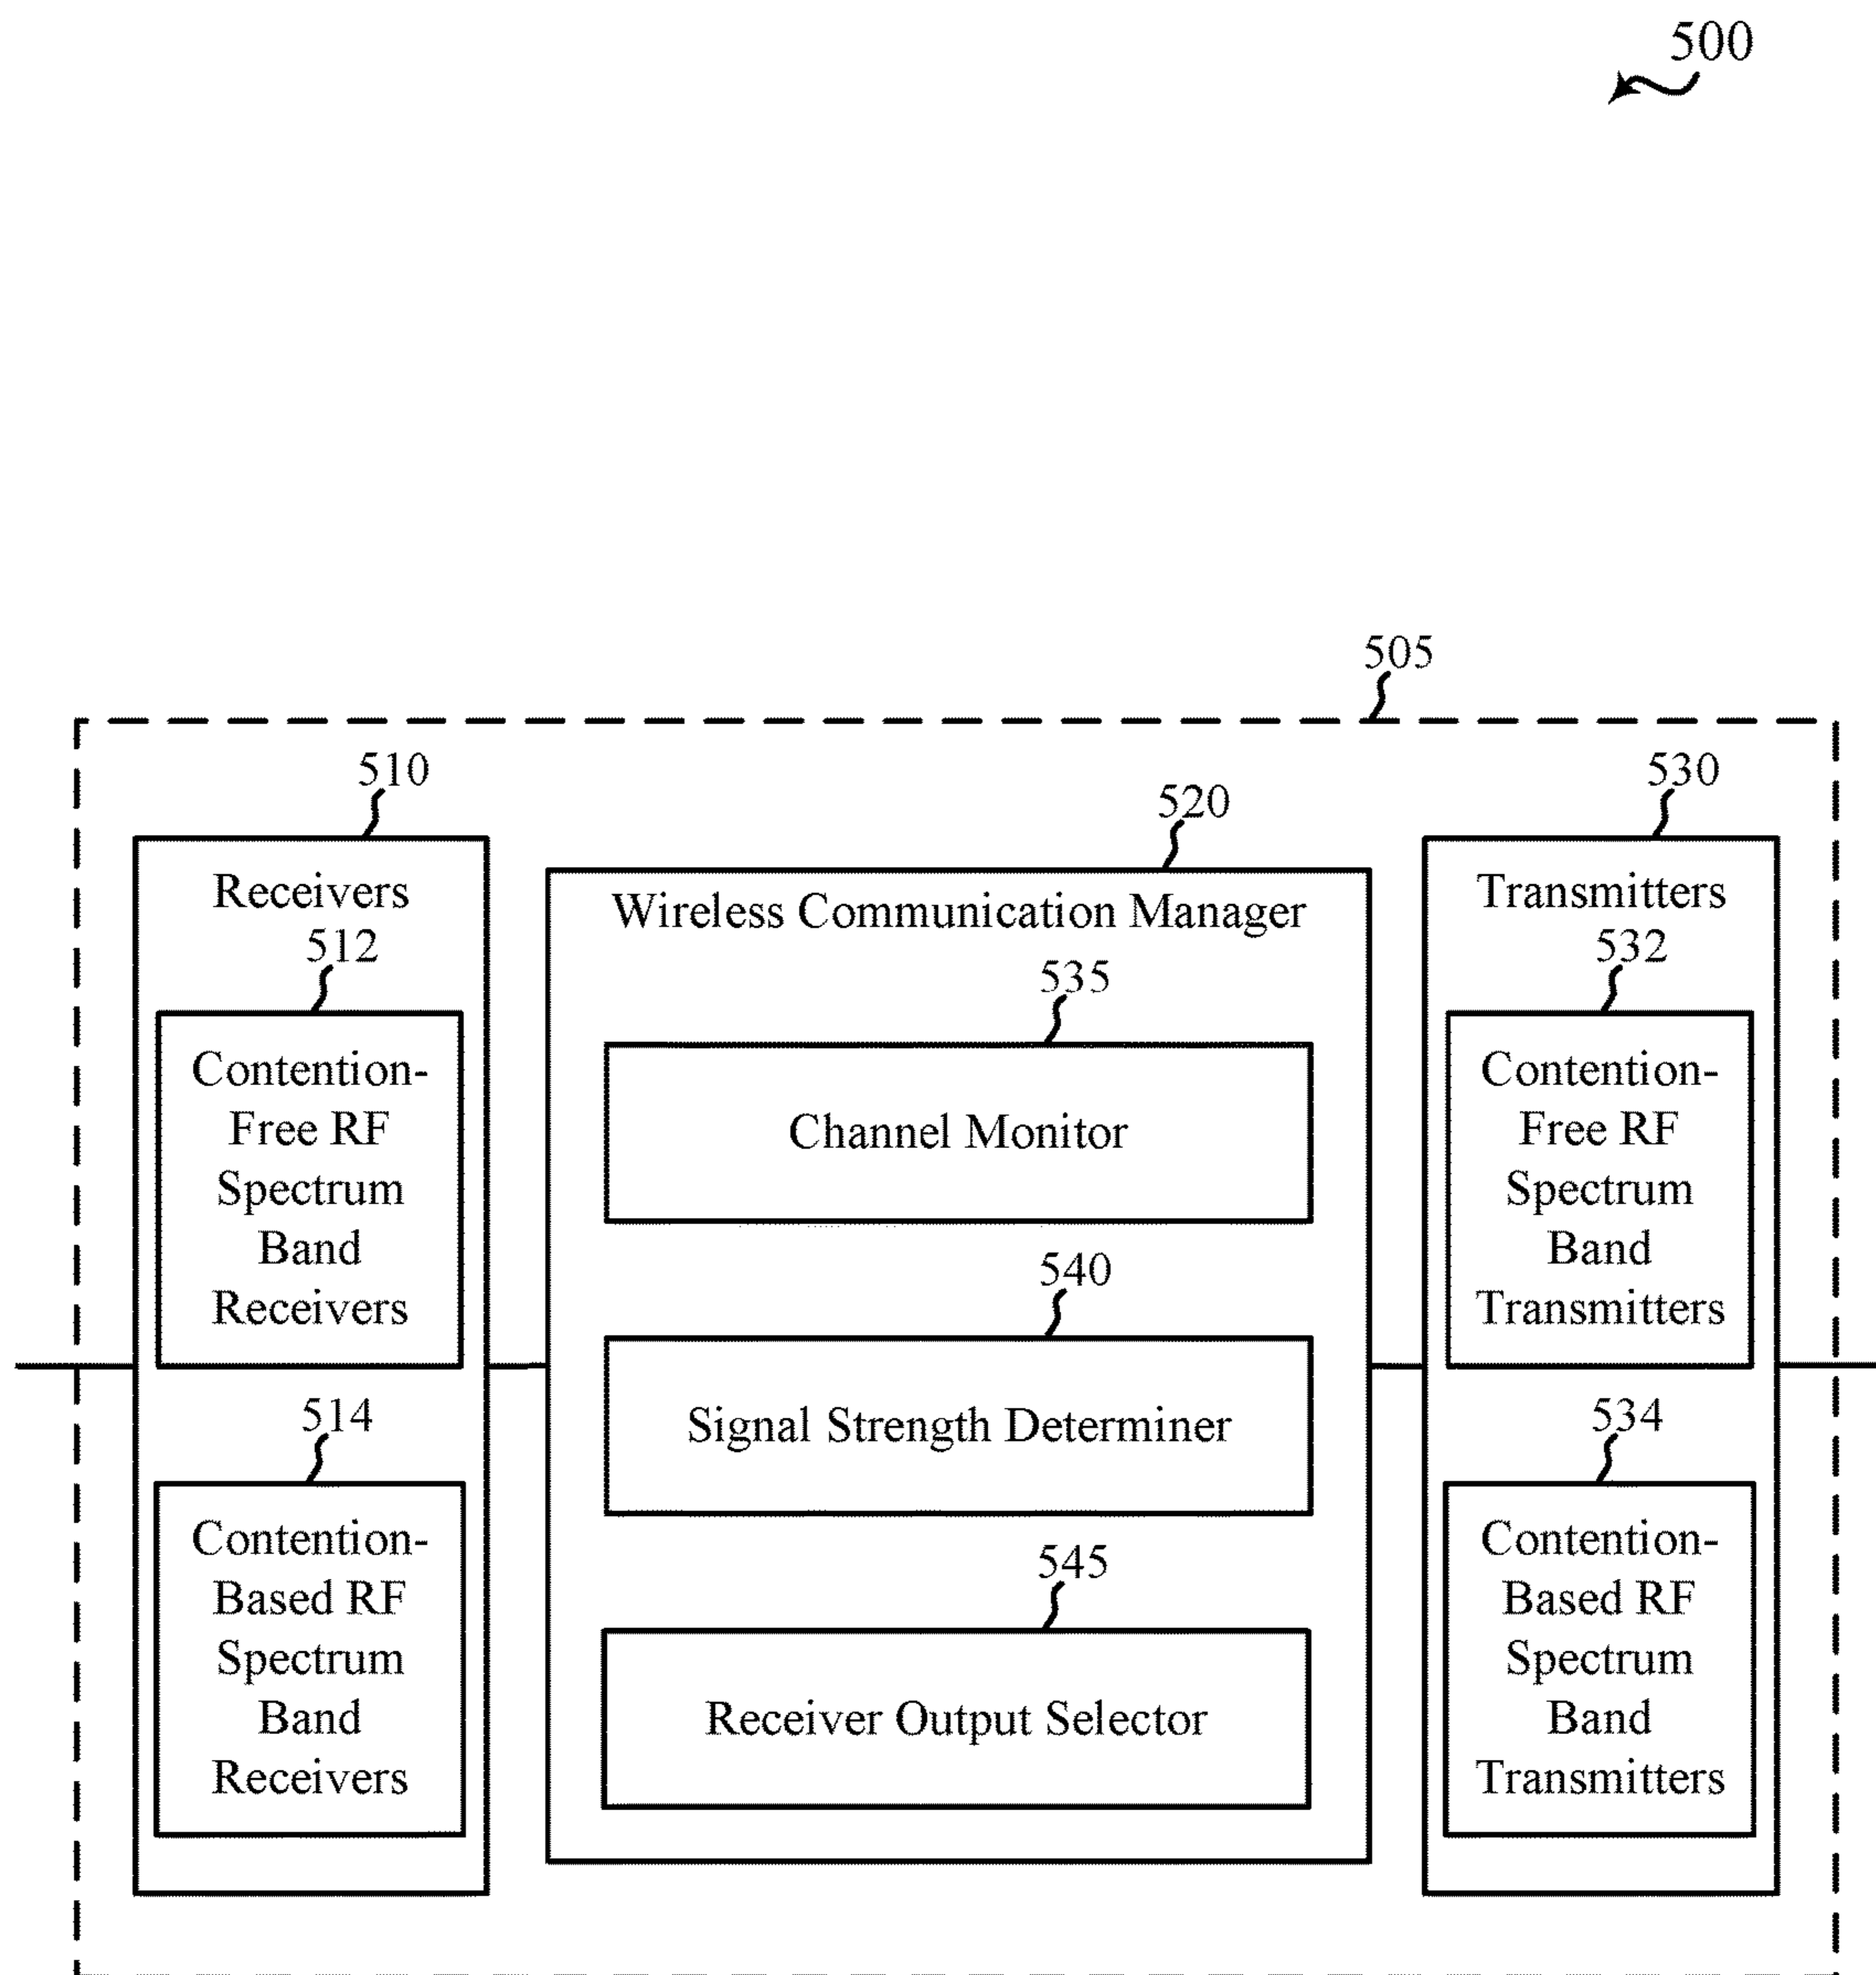 500
505
510
Receivers
512
Contention-
Free RF
Spectrum
Band
Receivers
514
Contention-
Based RF
Spectrum
Band
Receivers
520
Wireless Communication Manager
535
Channel Monitor
540
Signal Strength Determiner
545
Receiver Output Selector
530
Transmitters
532
Contention-
Free RF
Spectrum
Band
Transmitters
534
Contention-
Based RF
Spectrum
Band
Transmitters